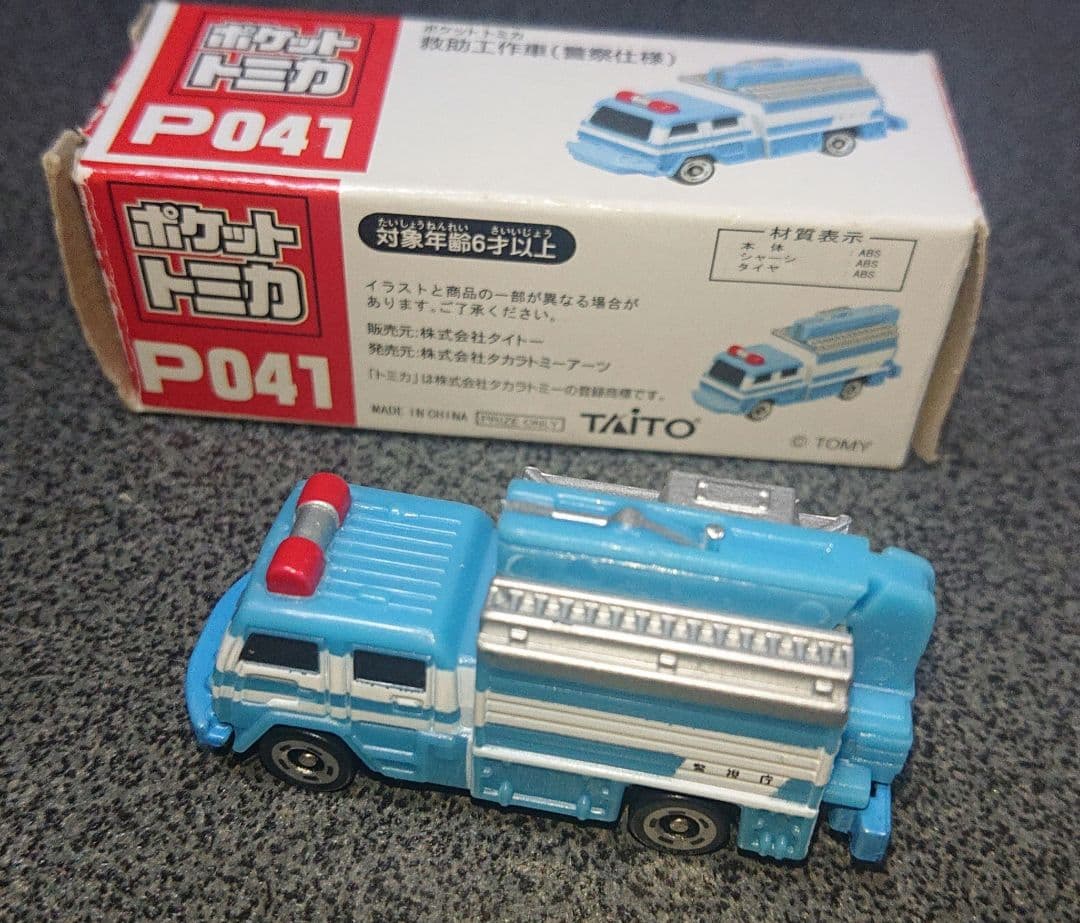 ポケット
トミカ
P041
ポケットトミカ
救助工作車(警察仕様)
ポケット
トミカ
P041
たいしょうねんれい さいいじょう
対象年齢6才以上
イラストと商品の一部が異なる場合が
あります。ご了承ください。
販売元:株式会社タイトー
発売元:株式会社タカラトミーアーツ
「トミカ」は株式会社タカラトミーの登録商標です。
MADE IN CHINA PRIZE ONLY TAITO®
材質表示
本体 : ABS
シャーシ : ABS
タイヤ : ABS
© TOMY
警視庁